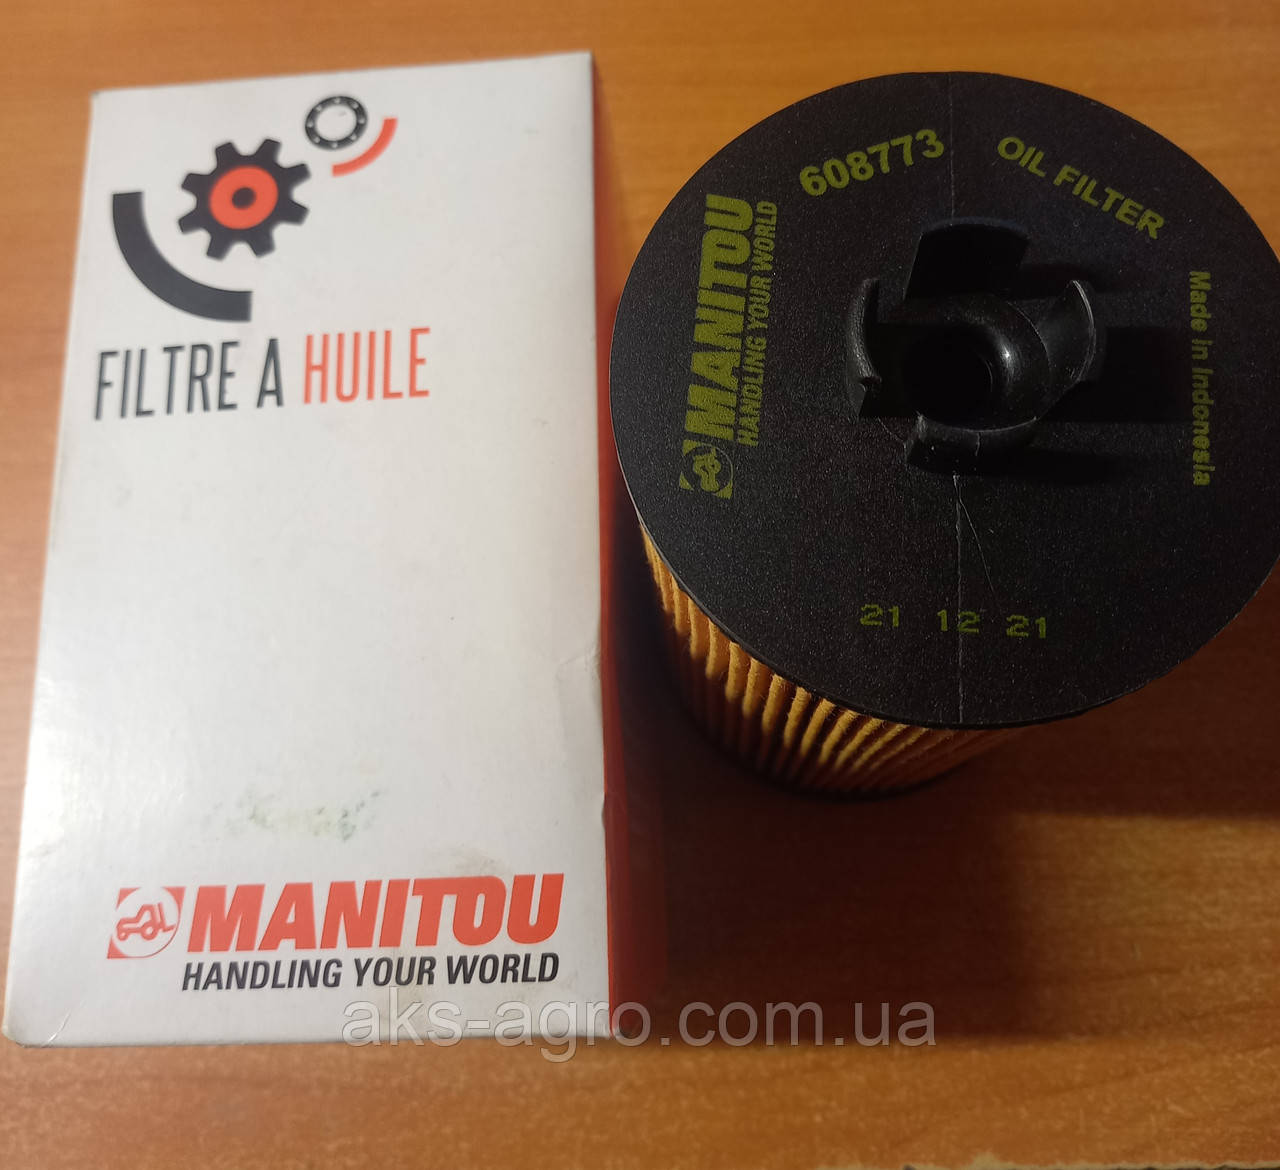 FILTRE A HUILE
MANITOU
HANDLING YOUR WORLD
608773
OIL FILTER
MANITOU
HANDLING YOUR WORLD
Made in Indonesia
21 12 21
aks-agro.com.ua